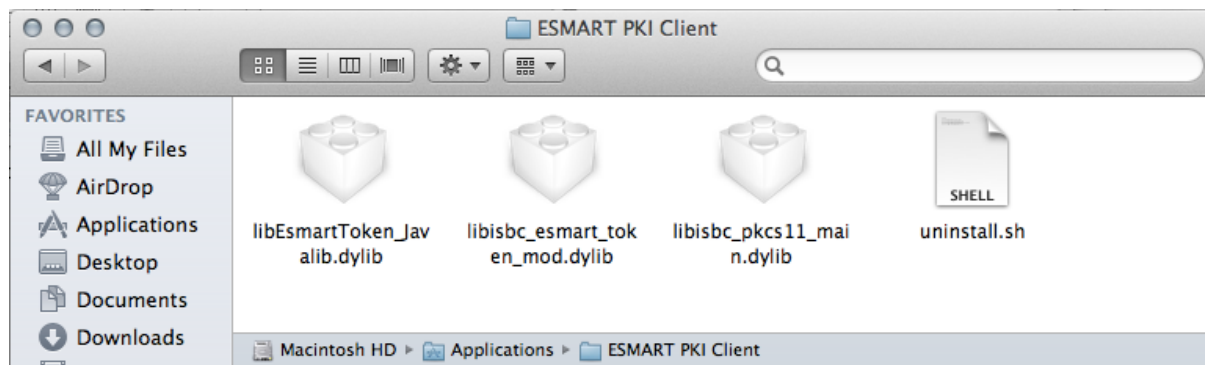 ESMART PKI Client
FAVORITES
All My Files
AirDrop
Applications
Desktop
Documents
Downloads
libEsmartToken_Jav
alib.dylib
libisbc_esmart_tok
en_mod.dylib
libisbc_pkcs11_mai
n.dylib
SHELL
uninstall.sh
Macintosh HD ▸ Applications ▸ ESMART PKI Client